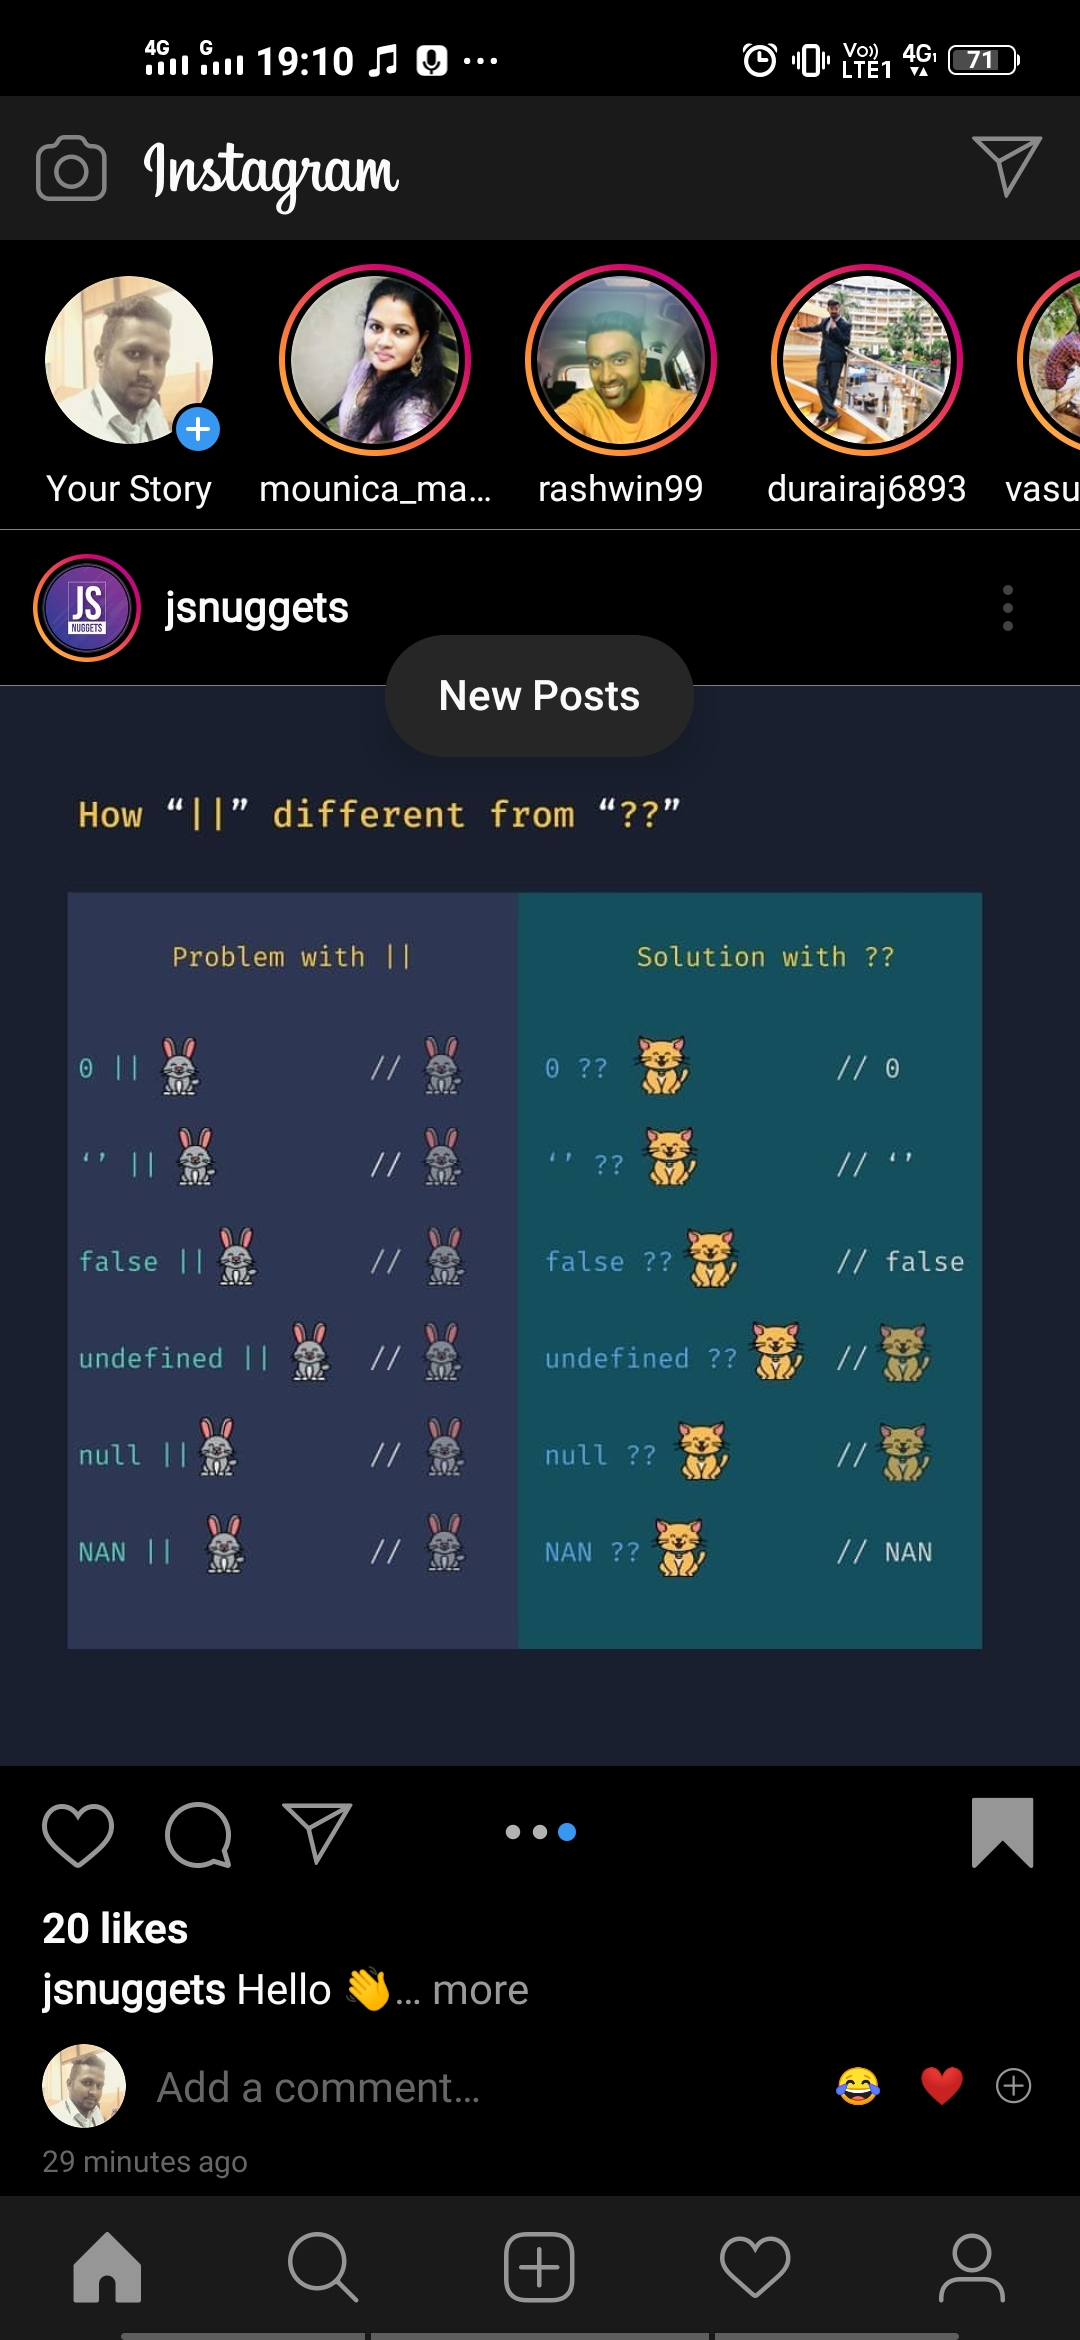 4G G 19:10 Vo)) LTE1 4G1 71
Instagram
Your Story mounica_ma... rashwin99 durairaj6893 vasu
JS NUGGETS jsnuggets
New Posts
How “||” different from “??”
Problem with || Solution with ??
0 || // 0 ?? // 0
‘’ || // ‘’ ?? // ‘’
false || // false ?? // false
undefined || // undefined ?? //
null || // null ?? //
NAN || // NAN ?? // NAN
20 likes
jsnuggets Hello 👋... more
Add a comment... 😂 ❤️
29 minutes ago